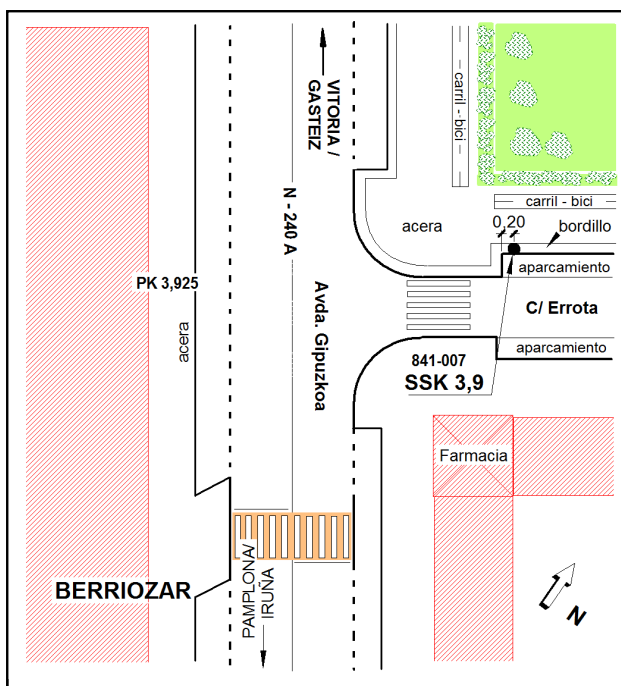 VITORIA /
GASTEIZ
carril - bici
carril - bici
0,20
bordillo
acera
N - 240 A
aparcamiento
PK 3,925
C/ Errota
acera
Avda. Gipuzkoa
aparcamiento
841-007
SSK 3,9
Farmacia
BERRIOZAR
PAMPLONA/
IRUÑA
N